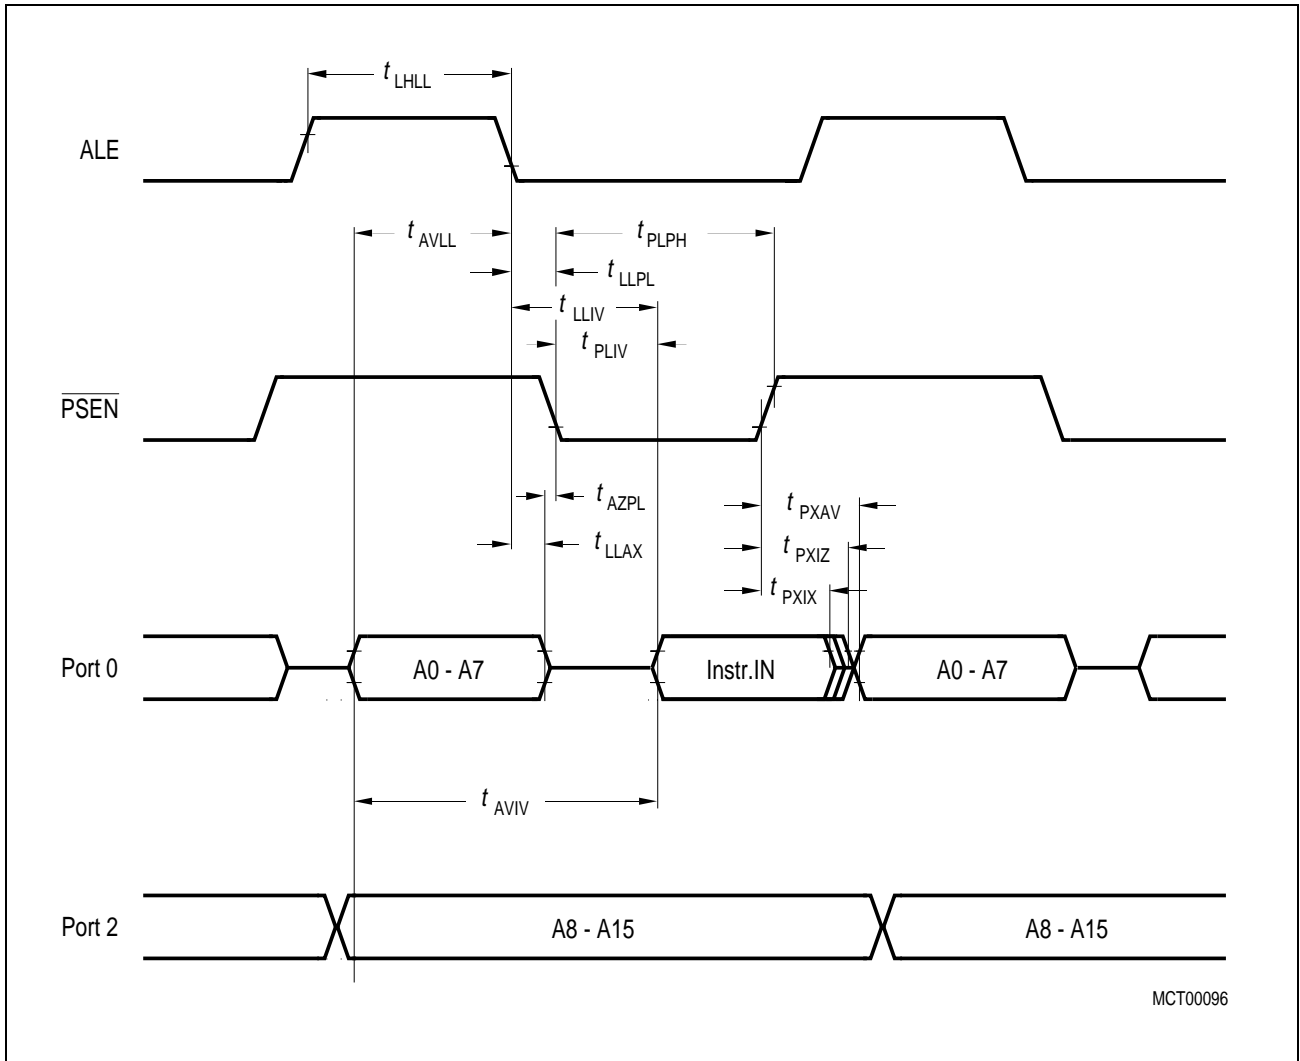 t LHLL
ALE
t AVLL
t PLPH
t LLPL
t LLIV
t PLIV
PSEN
t AZPL
t PXAV
t LLAX
t PXIZ
t PXIX
Port 0
A0 - A7
Instr.IN
A0 - A7
t AVIV
Port 2
A8 - A15
A8 - A15
MCT00096